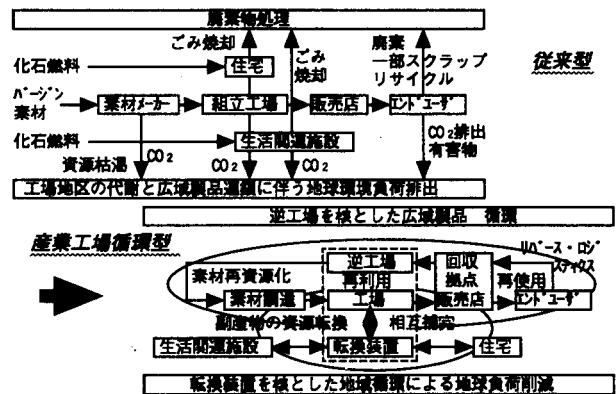 廃棄物処理
ごみ焼却
ごみ
焼却
廃棄
一部スクラップ
リサイクル
従来型
化石燃料
住宅
バージン
素材
素材メーカー
組立工場
販売店
エンドユーザ
化石燃料
生活関連施設
資源枯渇
CO2
CO2
CO2
CO2排出
有害物
工場地区の代謝と広域製品連鎖に伴う地球環境負荷排出
逆工場を核とした広域製品 循環
産業工場循環型
リバース・ロジ
スティクス
逆工場
回収
拠点
素材再資源化
再利用
再使用
素材調達
工場
販売店
エンドユーザ
副産物の資源転換
相互補完
生活関連施設
転換装置
住宅
転換装置を核とした地域循環による地球負荷削減